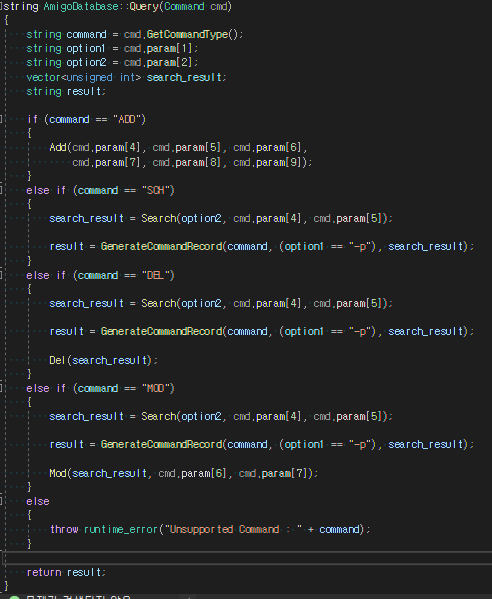 string AmigoDatabase::Query(Command cmd)
{
string command = cmd.GetCommandType();
string option1 = cmd.param[1];
string option2 = cmd.param[2];
vector<unsigned int> search_result;
string result;
if (command == "ADD")
{
Add(cmd.param[4], cmd.param[5], cmd.param[6],
cmd.param[7], cmd.param[8], cmd.param[9]);
}
else if (command == "SCH")
{
search_result = Search(option2, cmd.param[4], cmd.param[5]);
result = GenerateCommandRecord(command, (option1 == "-p"), search_result);
}
else if (command == "DEL")
{
search_result = Search(option2, cmd.param[4], cmd.param[5]);
result = GenerateCommandRecord(command, (option1 == "-p"), search_result);
Del(search_result);
}
else if (command == "MOD")
{
search_result = Search(option2, cmd.param[4], cmd.param[5]);
result = GenerateCommandRecord(command, (option1 == "-p"), search_result);
Mod(search_result, cmd.param[6], cmd.param[7]);
}
else
{
throw runtime_error("Unsupported Command : " + command);
}
return result;
}